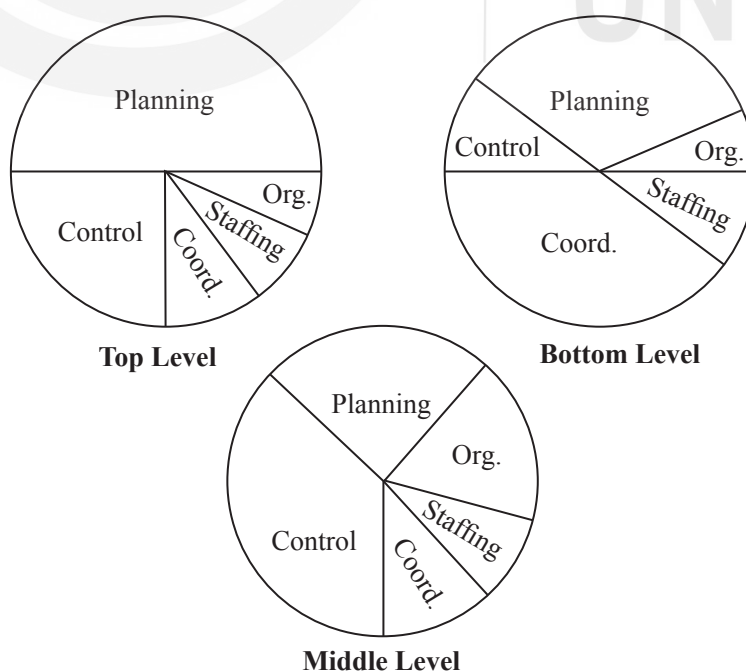 UN
Planning
Org.
Staffing
Coord.
Control
Top Level
Planning
Org.
Staffing
Coord.
Control
Bottom Level
Planning
Org.
Staffing
Coord.
Control
Middle Level